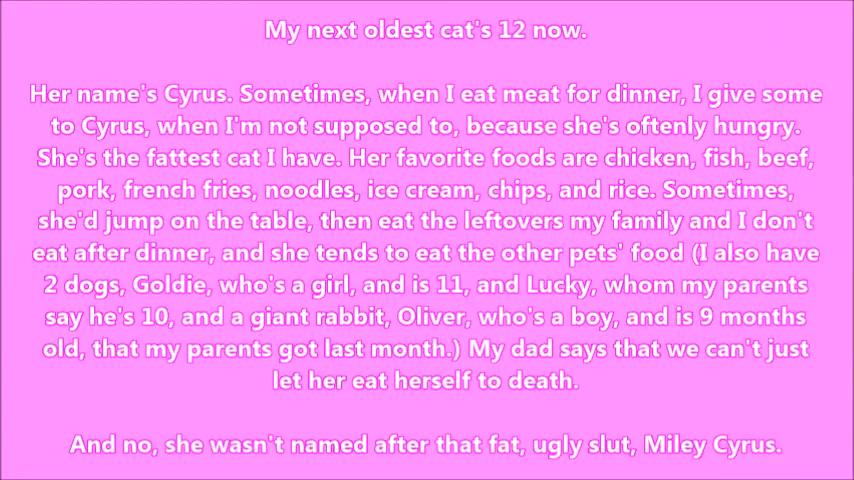 My next oldest cat's 12 now.
Her name's Cyrus. Sometimes, when I eat meat for dinner, I give some
to Cyrus, when I'm not supposed to, because she's oftenly hungry.
She's the fattest cat I have. Her favorite foods are chicken, fish, beef,
pork, french fries, noodles, ice cream, chips, and rice. Sometimes,
she'd jump on the table, then eat the leftovers my family and I don't
eat after dinner, and she tends to eat the other pets' food (I also have
2 dogs, Goldie, who's a girl, and is 11, and Lucky, whom my parents
say he's 10, and a giant rabbit, Oliver, who's a boy, and is 9 months
old, that my parents got last month.) My dad says that we can't just
let her eat herself to death.
And no, she wasn't named after that fat, ugly slut, Miley Cyrus.